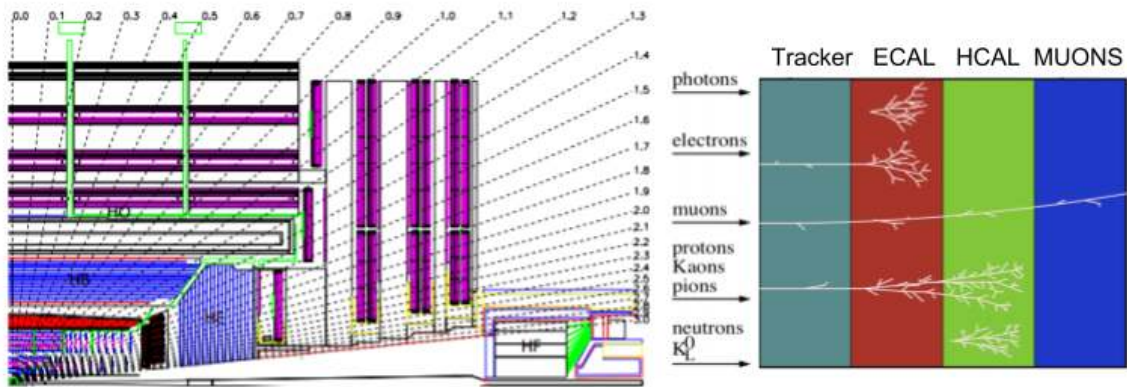 0.0 0.1 0.2 0.3 0.4 0.5 0.6 0.7 0.8 0.9 1.0 1.1 1.2 1.3
1.4
1.5
1.6
1.7
1.8
1.9
2.0
2.1
2.2
2.3
2.4
HO
HB
HE
HF
Tracker ECAL HCAL MUONS
photons
electrons
muons
protons
Kaons
pions
neutrons
K⁰L